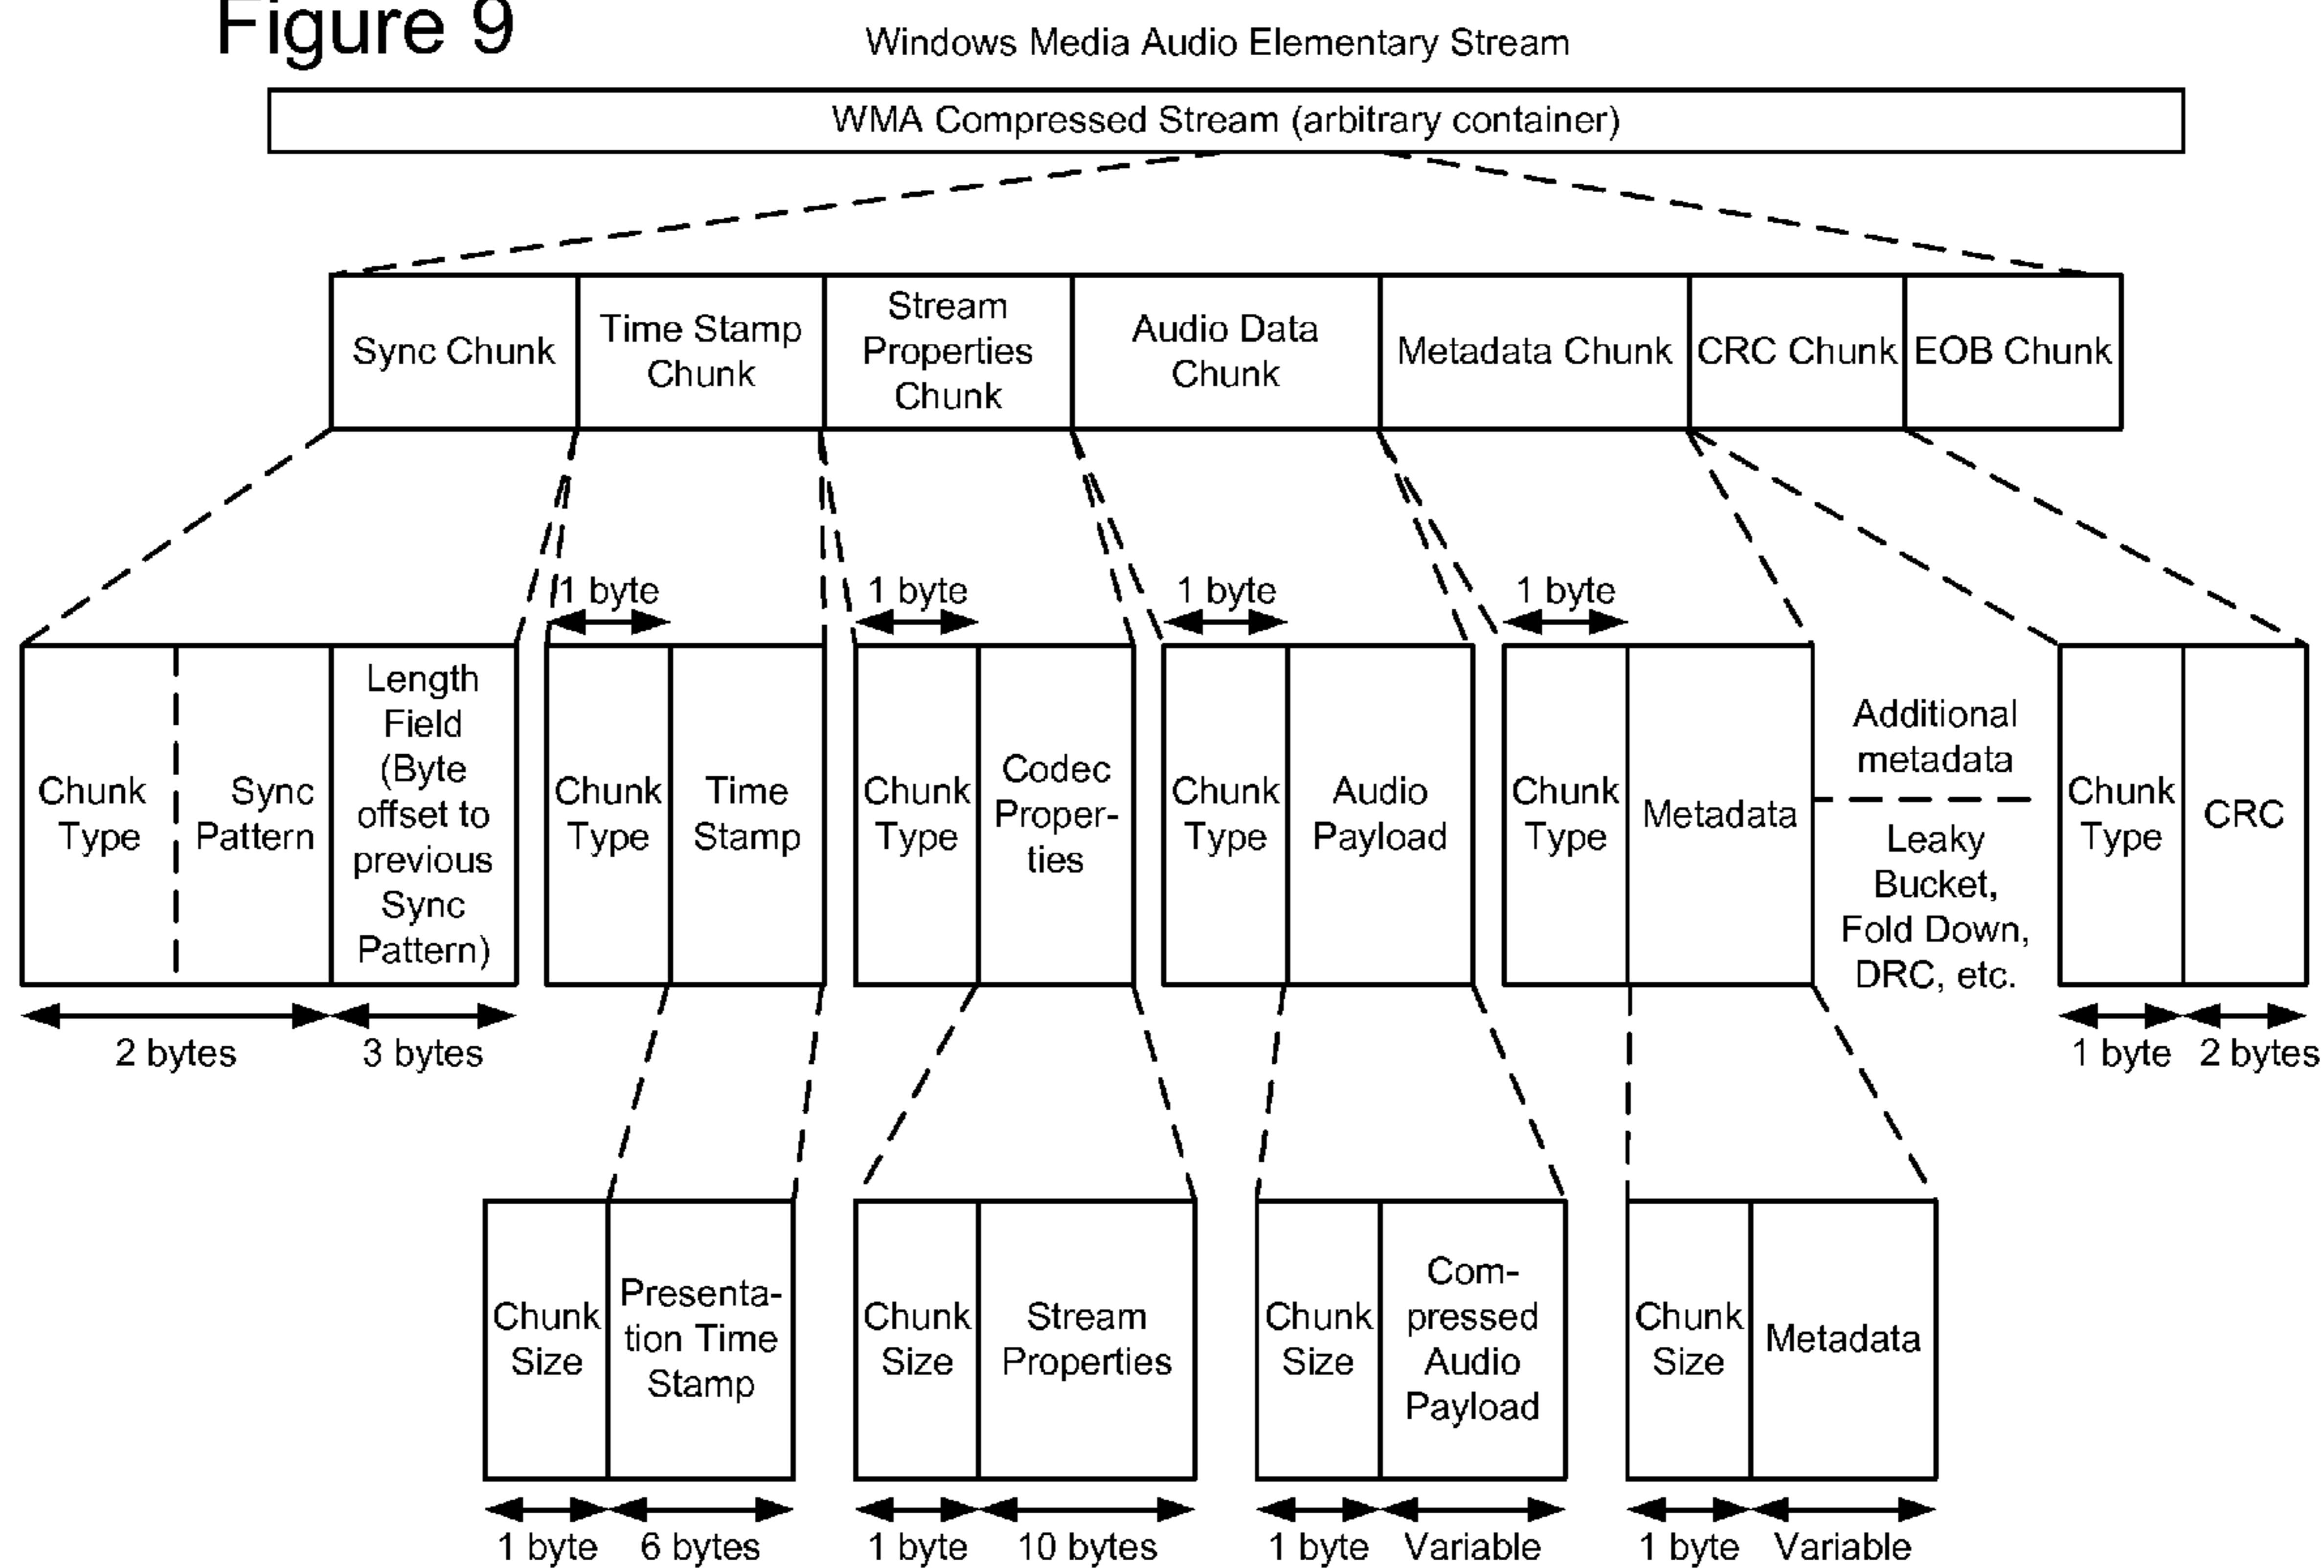 Figure 9
Windows Media Audio Elementary Stream
WMA Compressed Stream (arbitrary container)
Sync Chunk
Time Stamp
Chunk
Stream
Properties
Chunk
Audio Data
Chunk
Metadata Chunk
CRC Chunk
EOB Chunk
1 byte
1 byte
1 byte
1 byte
Chunk
Type
Sync
Pattern
Length
Field
(Byte
offset to
previous
Sync
Pattern)
Chunk
Type
Time
Stamp
Chunk
Type
Codec
Proper-
ties
Chunk
Type
Audio
Payload
Chunk
Type
Metadata
Additional
metadata
Leaky
Bucket,
Fold Down,
DRC, etc.
Chunk
Type
CRC
2 bytes
3 bytes
1 byte
2 bytes
Chunk
Size
Presenta-
tion Time
Stamp
Chunk
Size
Stream
Properties
Chunk
Size
Com-
pressed
Audio
Payload
Chunk
Size
Metadata
1 byte
6 bytes
1 byte
10 bytes
1 byte
Variable
1 byte
Variable